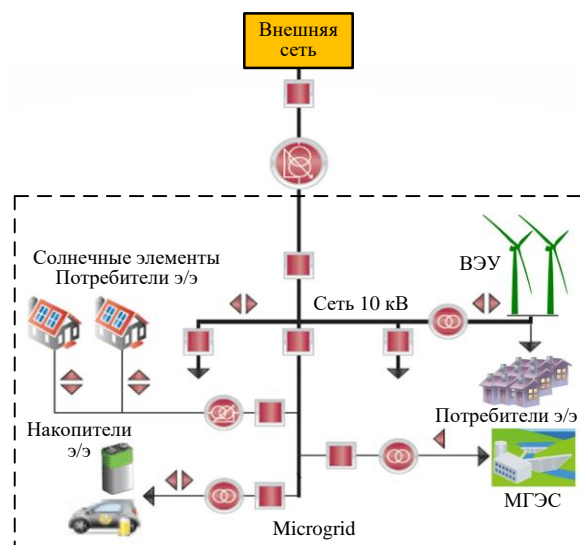 Внешняя
сеть
Солнечные элементы
Потребители э/э
ВЭУ
Сеть 10 кВ
Накопители
э/э
Потребители э/э
МГЭС
Microgrid